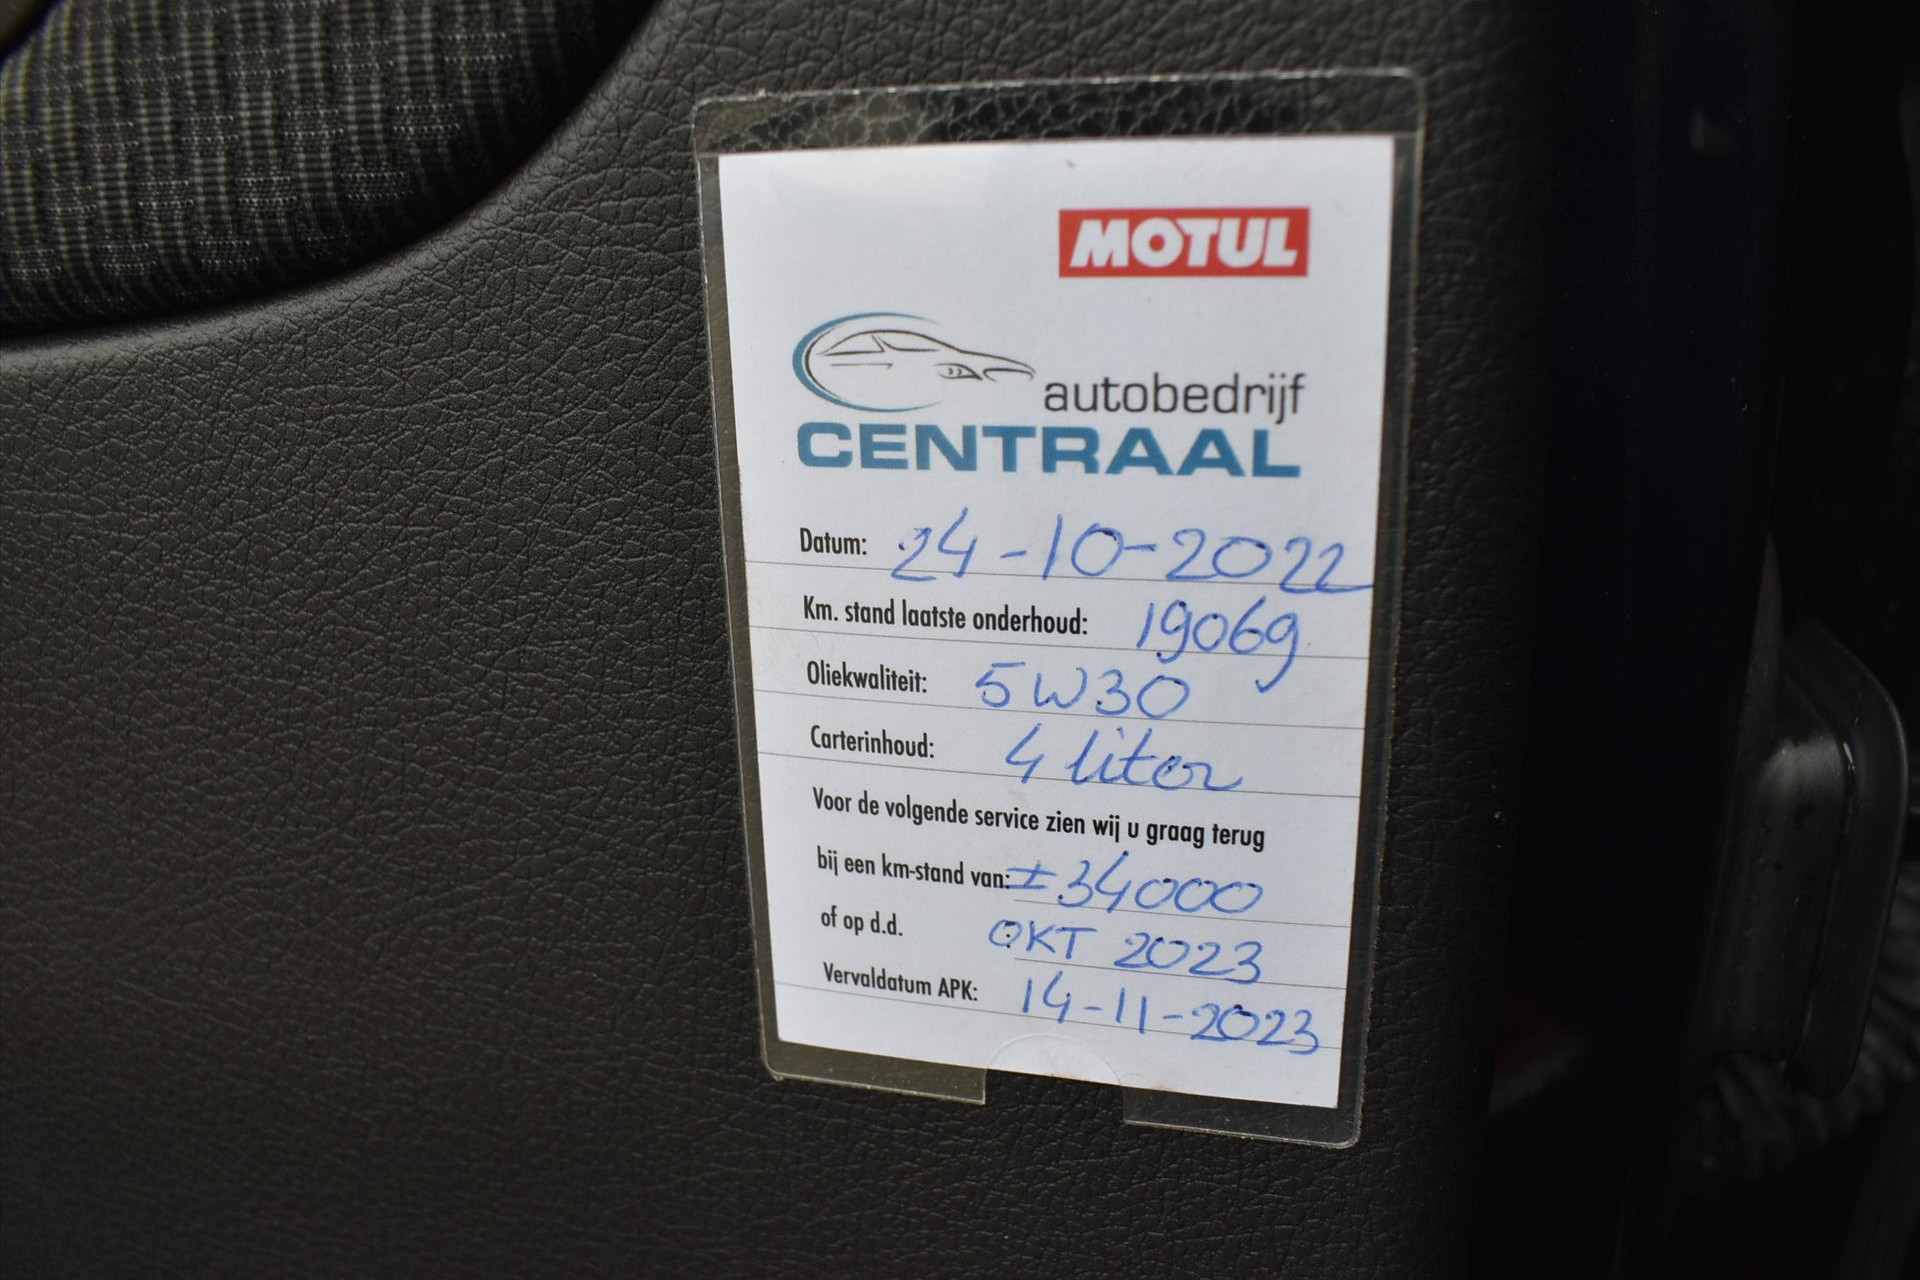 MOTUL
autobedrijf
CENTRAAL
Datum: 24-10-2022
Km. stand laatste onderhoud: 19069
Oliekwaliteit: 5W30
Carterinhoud: 4 liter
Voor de volgende service zien wij u graag terug
bij een km-stand van: ±34000
of op d.d. OKT 2023
Vervaldatum APK: 14-11-2023